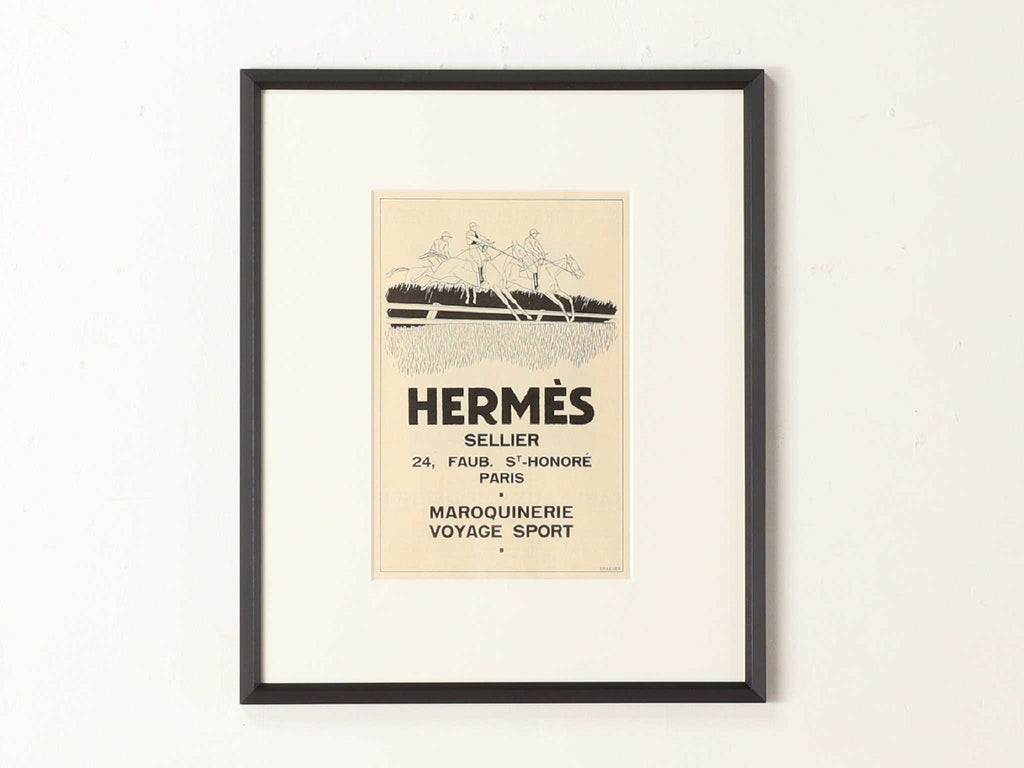 HERMÈS
SELLIER
24, FAUB. ST-HONORÉ
PARIS
MAROQUINERIE
VOYAGE SPORT